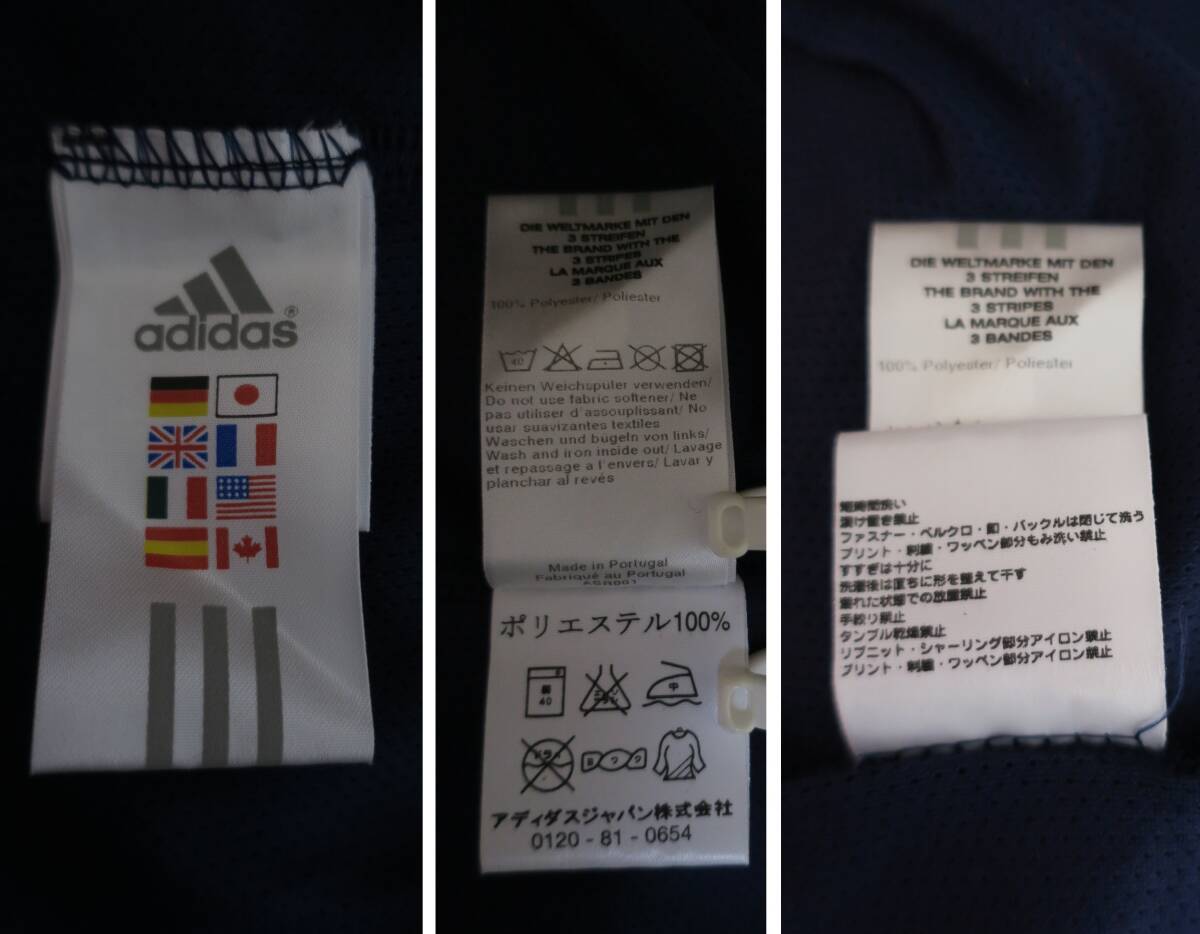 adidas®
DIE WELTMARKE MIT DEN
3 STREIFEN
THE BRAND WITH THE
3 STRIPES
LA MARQUE AUX
3 BANDES
100% Polyester/ Poliester
40
Keinen Weichspüler verwenden/
Do not use fabric softener/ Ne
pas utiliser d'assouplissant/ No
usar suavizantes textiles
Waschen und bügeln von links/
Wash and iron inside out/ Lavage
et repassage a l'envers/ Lavar y
planchar al revés
Made in Portugal
Fabriqué au Portugal
ポリエステル100%
40
中
アディダスジャパン株式会社
0120-81-0654
DIE WELTMARKE MIT DEN
3 STREIFEN
THE BRAND WITH THE
3 STRIPES
LA MARQUE AUX
3 BANDES
100% Polyester/ Poliester
短時間洗い
漬け置き禁止
ファスナー・ベルクロ・釦・バックルは閉じて洗う
プリント・刺繍・ワッペン部分もみ洗い禁止
すすぎは十分に
洗濯後は直ちに形を整えて干す
濡れた状態での放置禁止
手絞り禁止
タンブル乾燥禁止
リブニット・シャーリング部分アイロン禁止
プリント・刺繍・ワッペン部分アイロン禁止